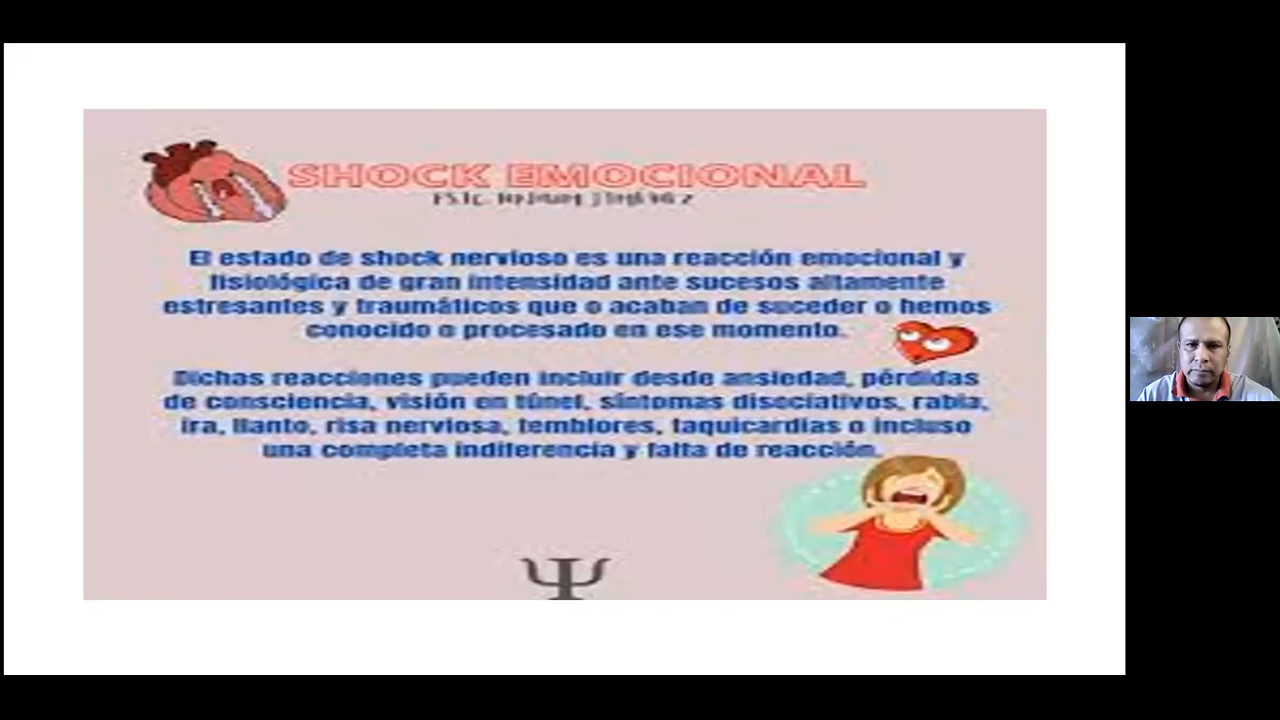 SHOCK EMOCIONAL
El estado de shock nervioso es una reacción emocional y
fisiológica de gran intensidad ante sucesos altamente
estresantes y traumáticos que o acaban de suceder o hemos
conocido o procesado en ese momento.
Dichas reacciones pueden incluir desde ansiedad, pérdidas
de consciencia, visión en túnel, síntomas disociativos, rabia,
ira, llanto, risa nerviosa, temblores, taquicardias o incluso
una completa indiferencia y falta de reacción.
Ψ